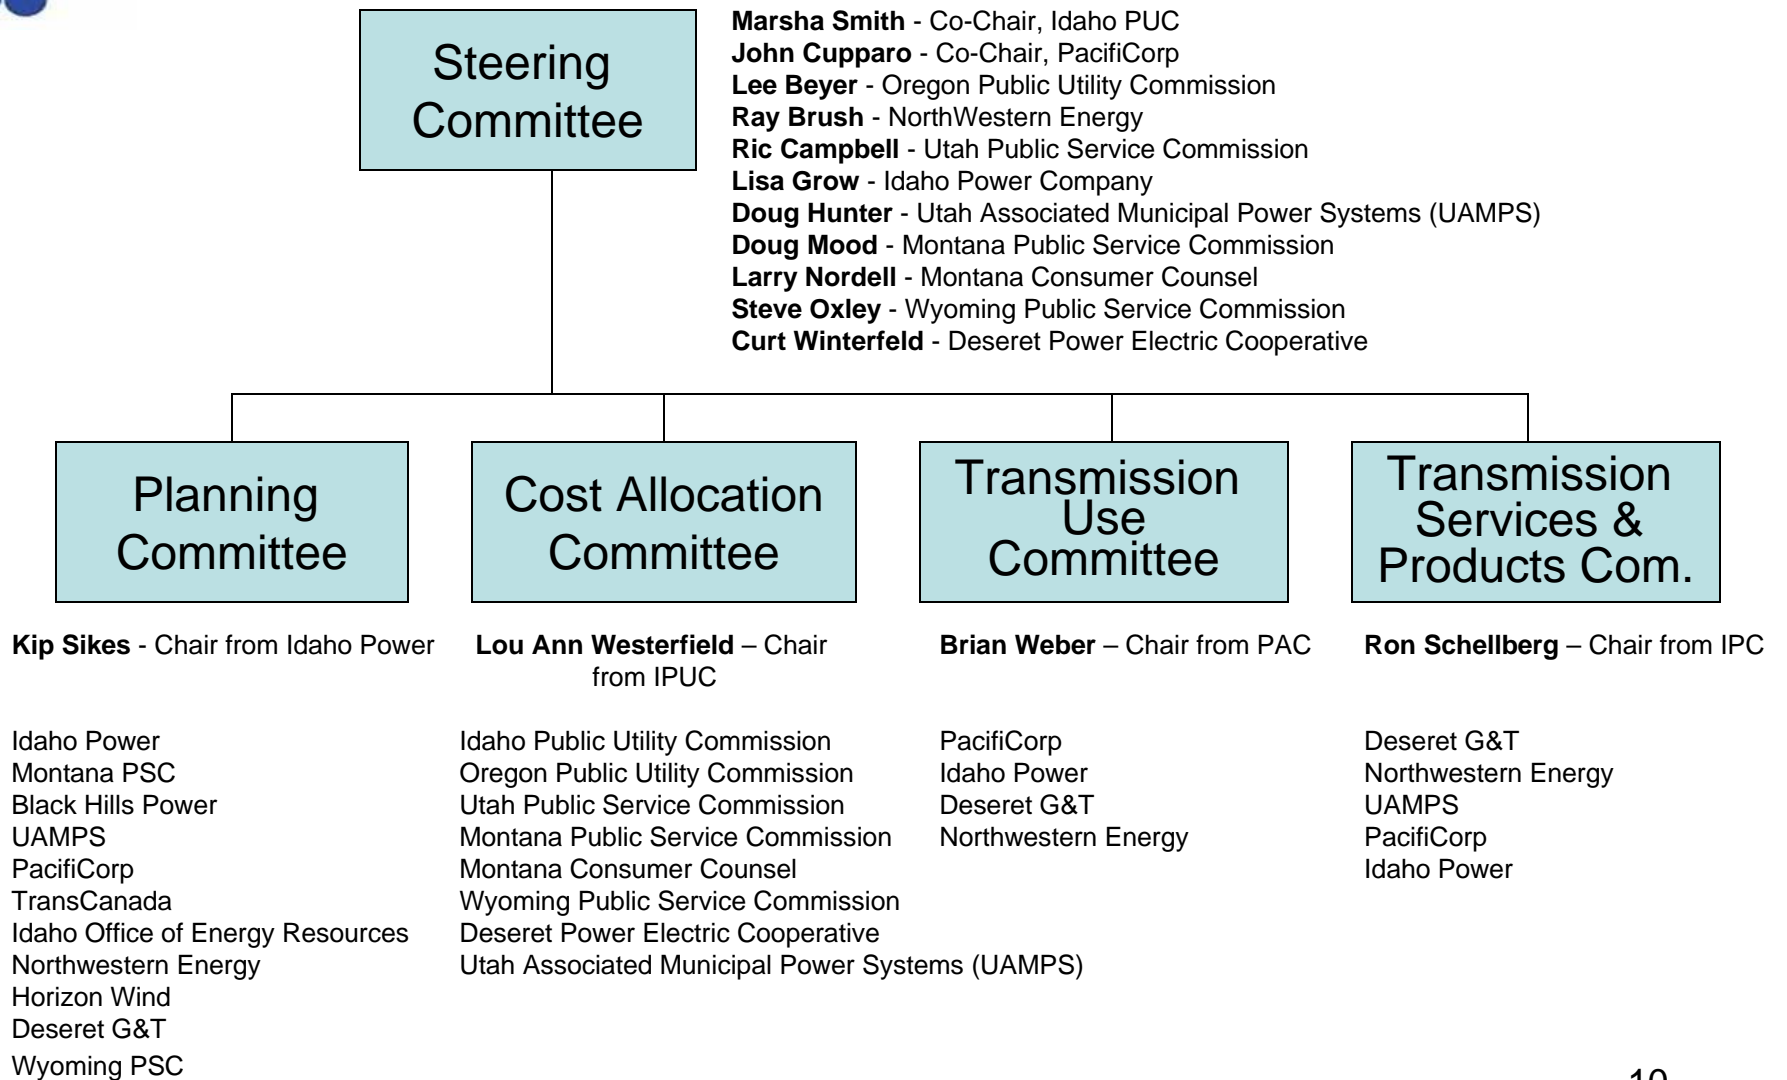 Steering
Committee
Marsha Smith - Co-Chair, Idaho PUC
John Cupparo - Co-Chair, PacifiCorp
Lee Beyer - Oregon Public Utility Commission
Ray Brush - NorthWestern Energy
Ric Campbell - Utah Public Service Commission
Lisa Grow - Idaho Power Company
Doug Hunter - Utah Associated Municipal Power Systems (UAMPS)
Doug Mood - Montana Public Service Commission
Larry Nordell - Montana Consumer Counsel
Steve Oxley - Wyoming Public Service Commission
Curt Winterfeld - Deseret Power Electric Cooperative
Planning
Committee
Cost Allocation
Committee
Transmission
Use
Committee
Transmission
Services &
Products Com.
Kip Sikes - Chair from Idaho Power
Idaho Power
Montana PSC
Black Hills Power
UAMPS
PacifiCorp
TransCanada
Idaho Office of Energy Resources
Northwestern Energy
Horizon Wind
Deseret G&T
Wyoming PSC
Lou Ann Westerfield – Chair
from IPUC
Idaho Public Utility Commission
Oregon Public Utility Commission
Utah Public Service Commission
Montana Public Service Commission
Montana Consumer Counsel
Wyoming Public Service Commission
Deseret Power Electric Cooperative
Utah Associated Municipal Power Systems (UAMPS)
Brian Weber – Chair from PAC
PacifiCorp
Idaho Power
Deseret G&T
Northwestern Energy
Ron Schellberg – Chair from IPC
Deseret G&T
Northwestern Energy
UAMPS
PacifiCorp
Idaho Power
10